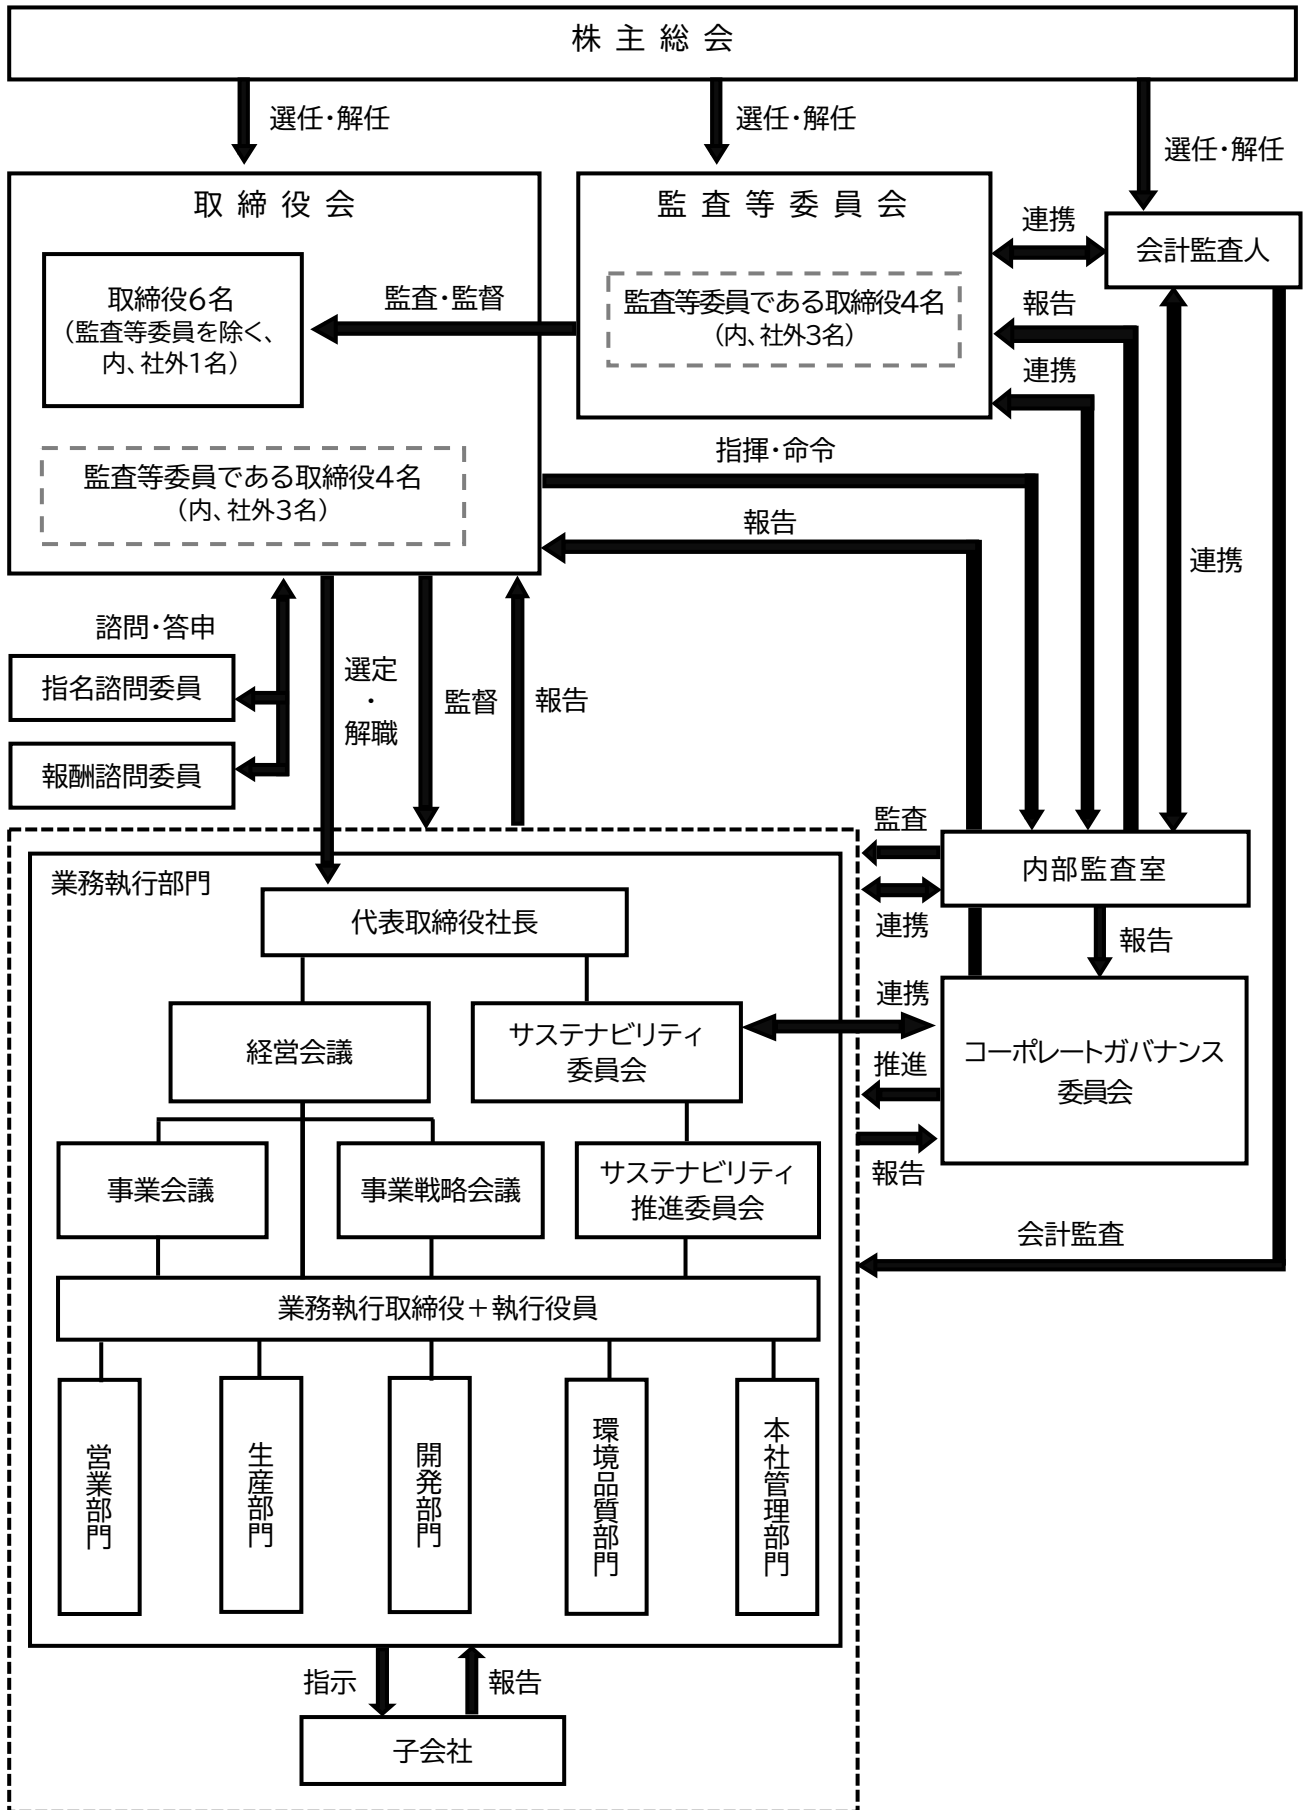 株主総会
選任・解任
選任・解任
選任・解任
取締役会
取締役6名
（監査等委員を除く、
内、社外1名）
監査等委員である取締役4名
（内、社外3名）
監査・監督
監査等委員会
監査等委員である取締役4名
（内、社外3名）
連携
会計監査人
報告
連携
指揮・命令
報告
連携
諮問・答申
指名諮問委員
報酬諮問委員
選定
・
解職
監督
報告
監査
連携
内部監査室
報告
業務執行部門
代表取締役社長
経営会議
サステナビリティ
委員会
連携
推進
報告
コーポレートガバナンス
委員会
事業会議
事業戦略会議
サステナビリティ
推進委員会
会計監査
業務執行取締役＋執行役員
営業部門
生産部門
開発部門
環境品質部門
本社管理部門
指示
報告
子会社